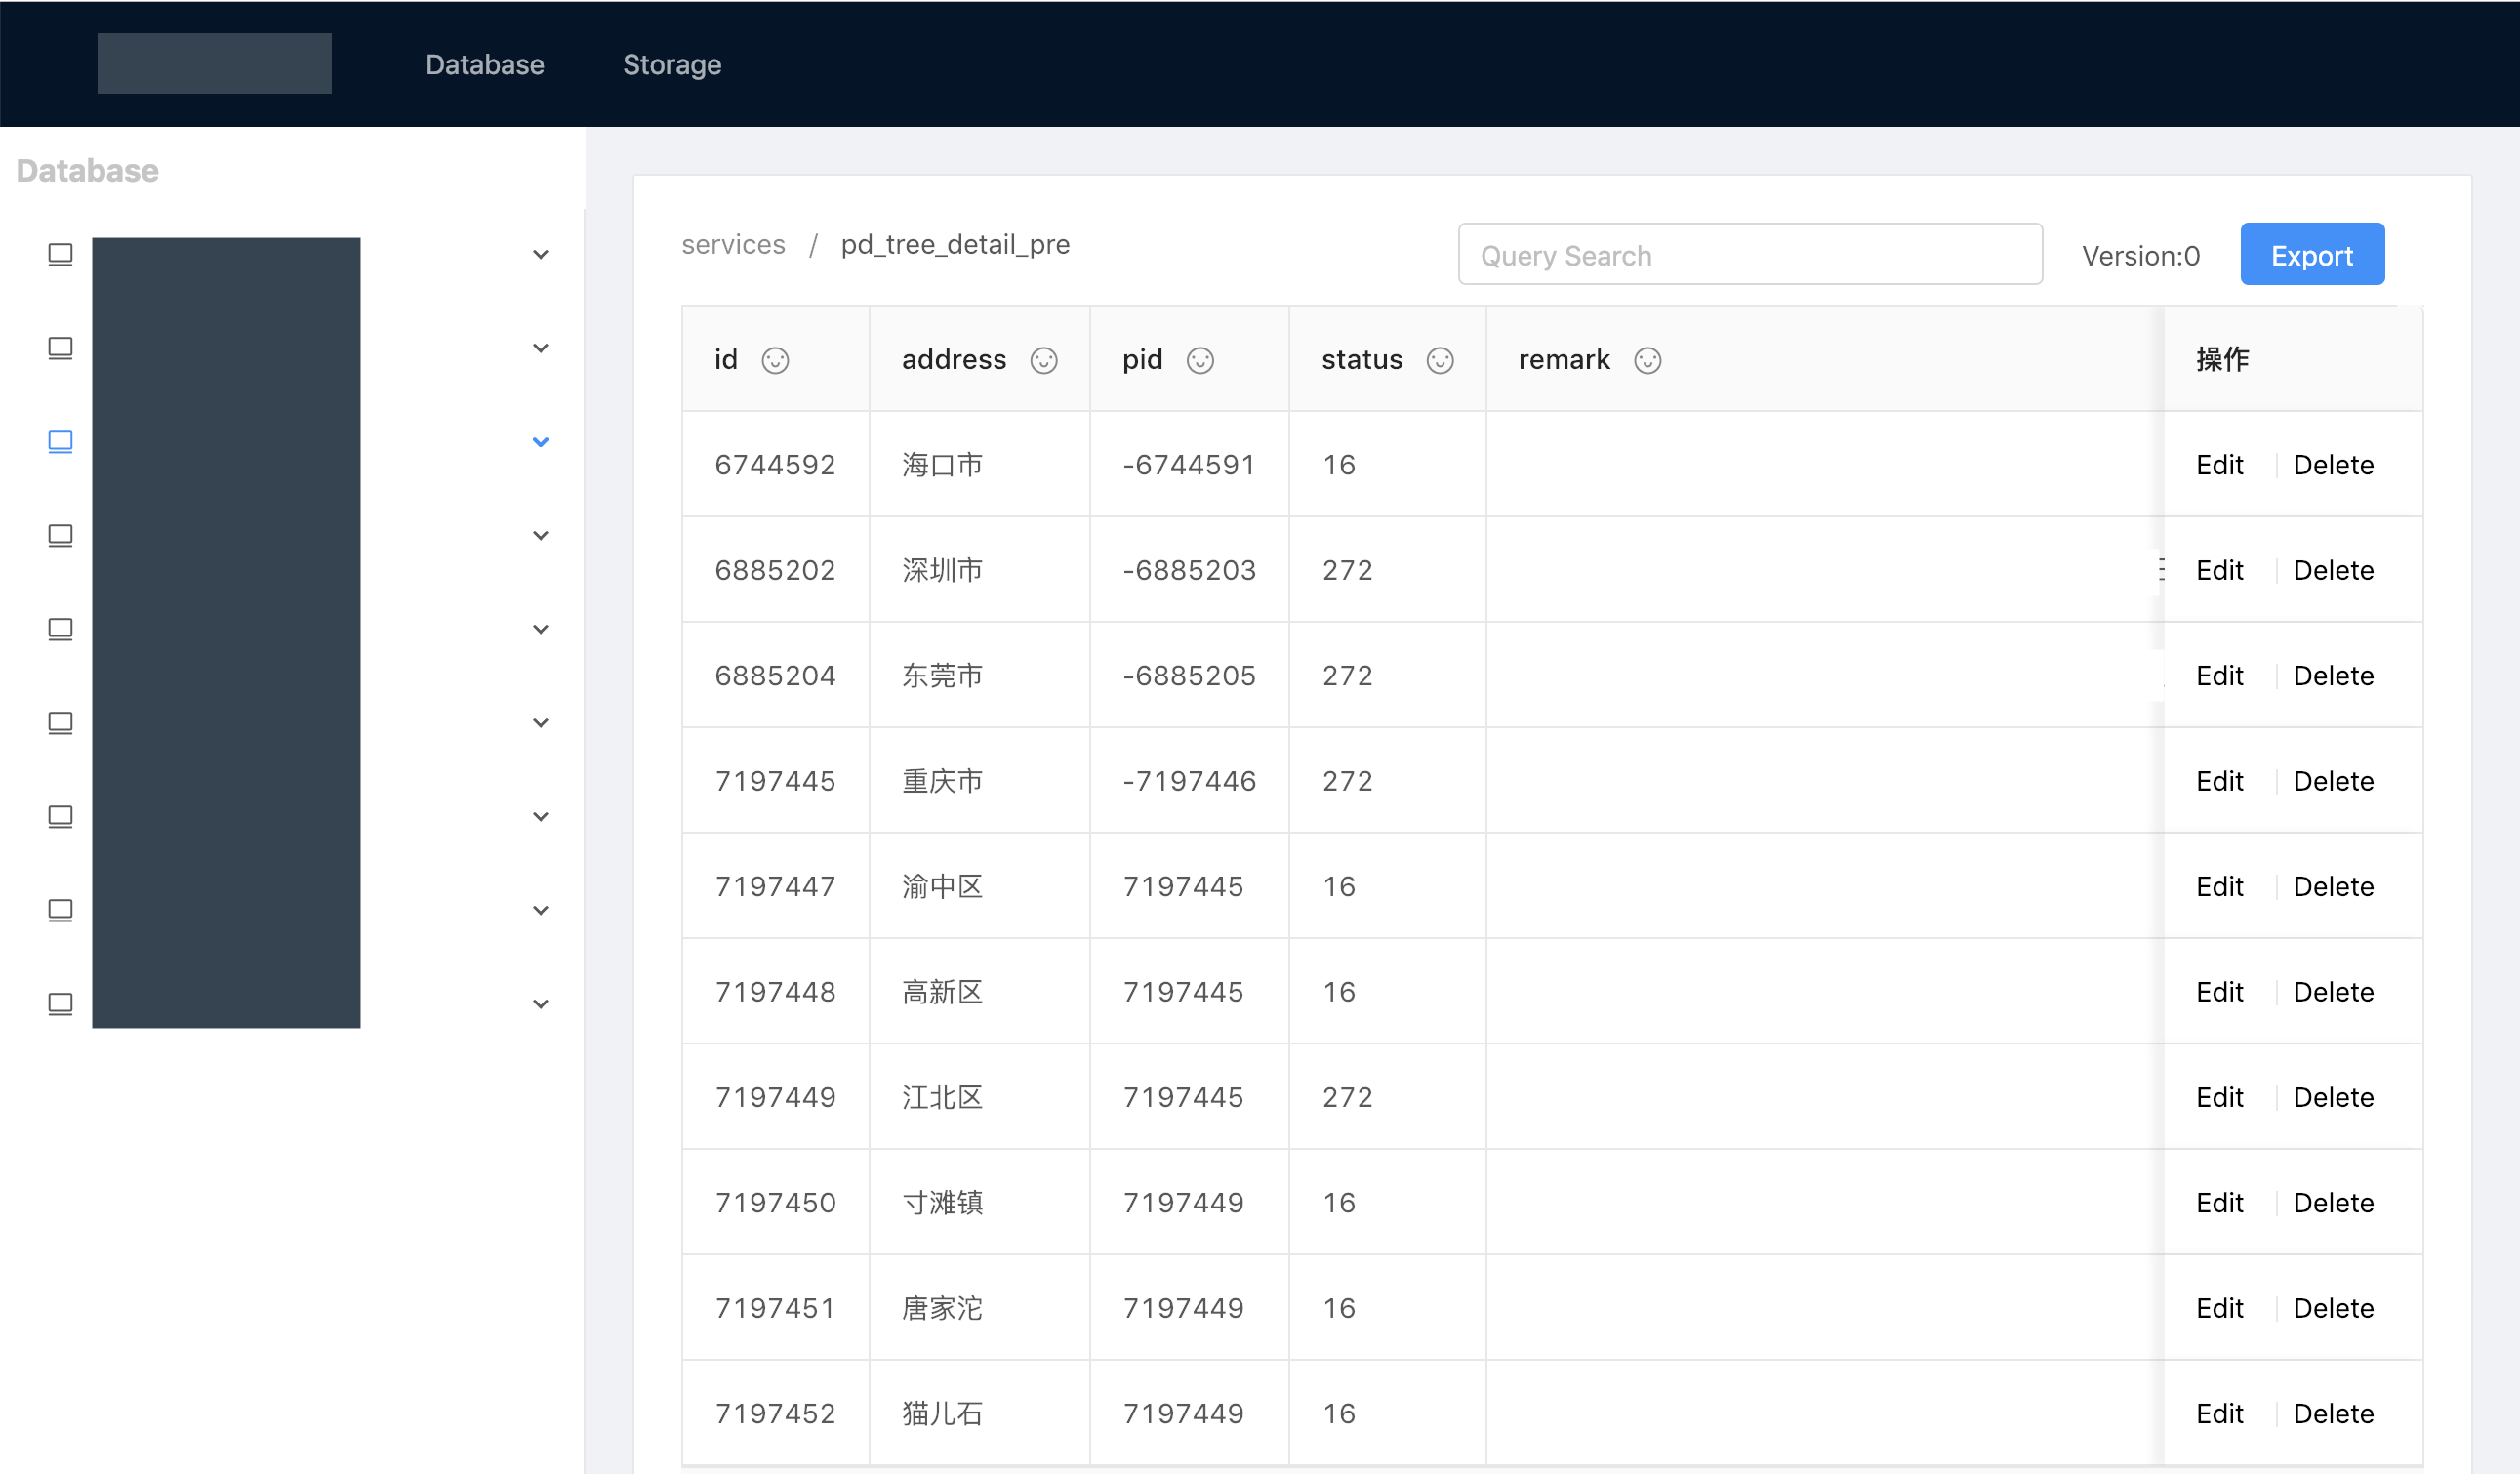 Database Storage
Database
services / pd_tree_detail_pre
Query Search
Version:0
Export
id address pid status remark 操作
6744592 海口市 -6744591 16 Edit Delete
6885202 深圳市 -6885203 272 Edit Delete
6885204 东莞市 -6885205 272 Edit Delete
7197445 重庆市 -7197446 272 Edit Delete
7197447 渝中区 7197445 16 Edit Delete
7197448 高新区 7197445 16 Edit Delete
7197449 江北区 7197445 272 Edit Delete
7197450 寸滩镇 7197449 16 Edit Delete
7197451 唐家沱 7197449 16 Edit Delete
7197452 猫儿石 7197449 16 Edit Delete